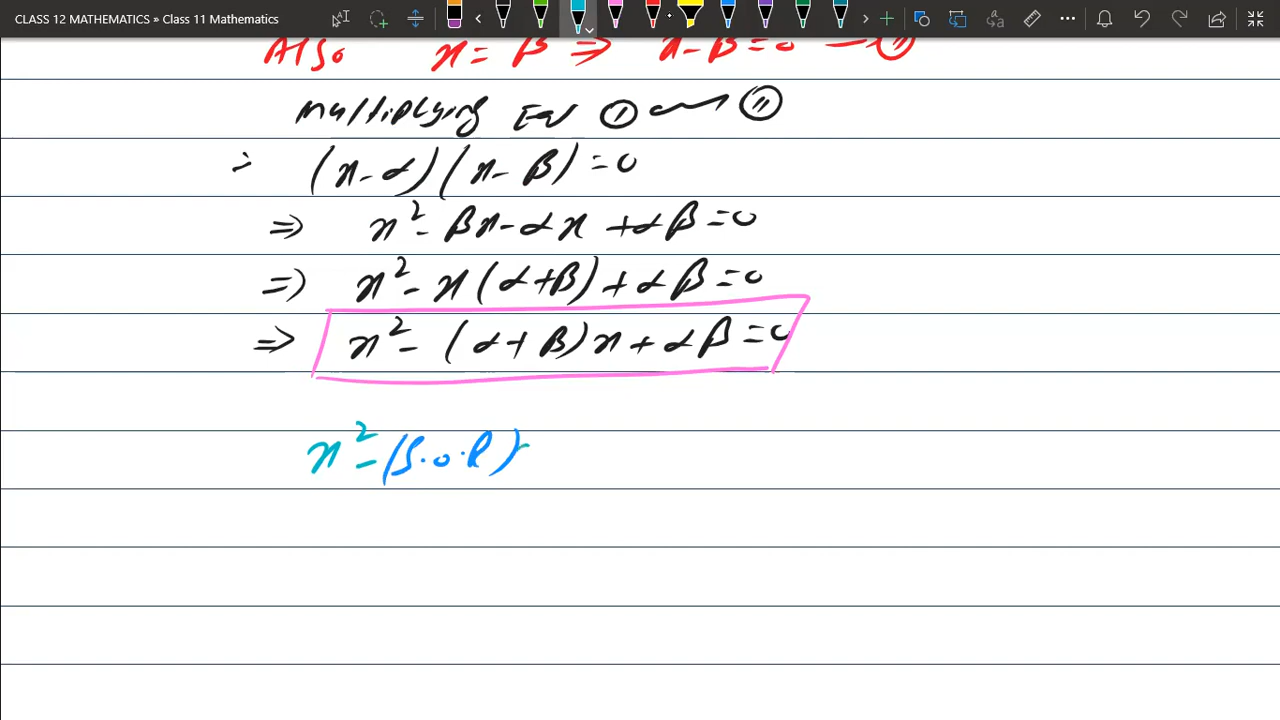 CLASS 12 MATHEMATICS » Class 11 Mathematics
Also x = β ⇒ x - β = 0 — (II)
Multiplying Eq (I) (II)
∴ (x - α)(x - β) = 0
⇒ x² - βx - αx + αβ = 0
⇒ x² - x(α + β) + αβ = 0
⇒ x² - (α + β)x + αβ = 0
x² - (S.O.R)